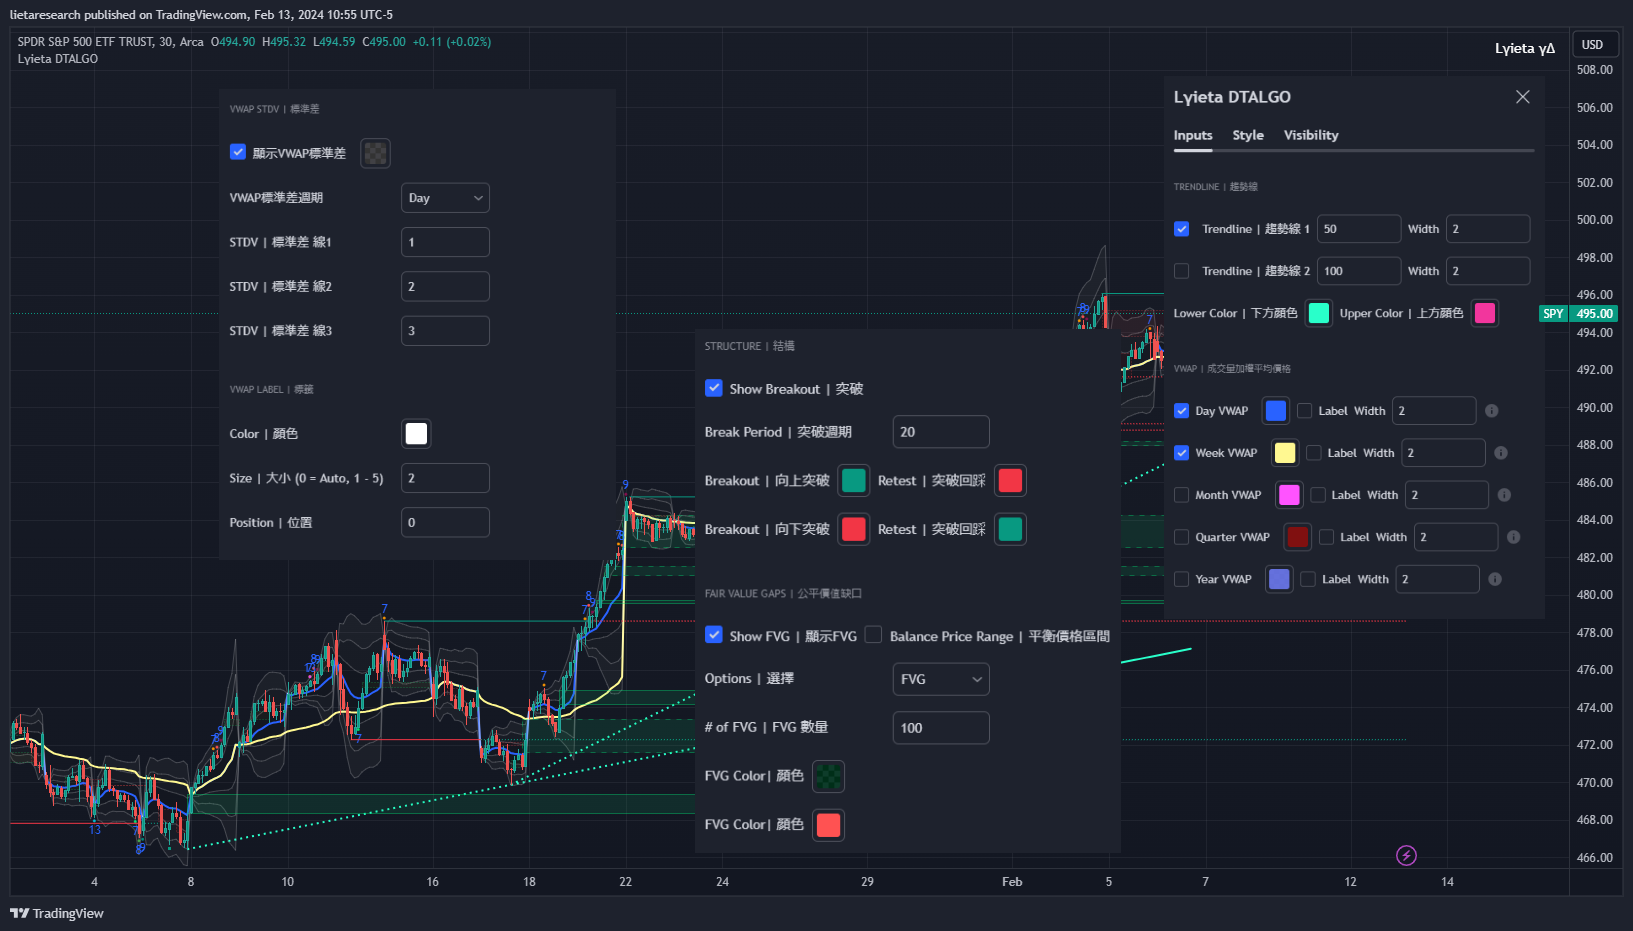 lietaresearch published on TradingView.com, Feb 13, 2024 10:55 UTC-5
SPDR S&P 500 ETF TRUST, 30, Arca O494.90 H495.32 L494.59 C495.00 +0.11 (+0.02%)
Lyieta DTALGO
Lyieta γΔ
USD
VWAP STDV | 標準差
顯示VWAP標準差
VWAP標準差週期 Day
STDV | 標準差 線1 1
STDV | 標準差 線2 2
STDV | 標準差 線3 3
VWAP LABEL | 標籤
Color | 顏色
Size | 大小 (0 = Auto, 1 - 5) 2
Position | 位置 0
STRUCTURE | 結構
Show Breakout | 突破
Break Period | 突破週期 20
Breakout | 向上突破 Retest | 突破回踩
Breakout | 向下突破 Retest | 突破回踩
FAIR VALUE GAPS | 公平價值缺口
Show FVG | 顯示FVG Balance Price Range | 平衡價格區間
Options | 選擇 FVG
# of FVG | FVG 數量 100
FVG Color| 顏色
FVG Color| 顏色
Lyieta DTALGO
Inputs Style Visibility
TRENDLINE | 趨勢線
Trendline | 趨勢線 1 50 Width 2
Trendline | 趨勢線 2 100 Width 2
Lower Color | 下方顏色 Upper Color | 上方顏色
VWAP | 成交量加權平均價格
Day VWAP Label Width 2
Week VWAP Label Width 2
Month VWAP Label Width 2
Quarter VWAP Label Width 2
Year VWAP Label Width 2
508.00
506.00
504.00
502.00
500.00
498.00
496.00
SPY 495.00
494.00
492.00
490.00
488.00
486.00
484.00
482.00
480.00
478.00
476.00
474.00
472.00
470.00
468.00
466.00
9
7
8
7
7
7
7
13
4 8 10 16 18 22 24 29 Feb 5 7 12 14
TradingView